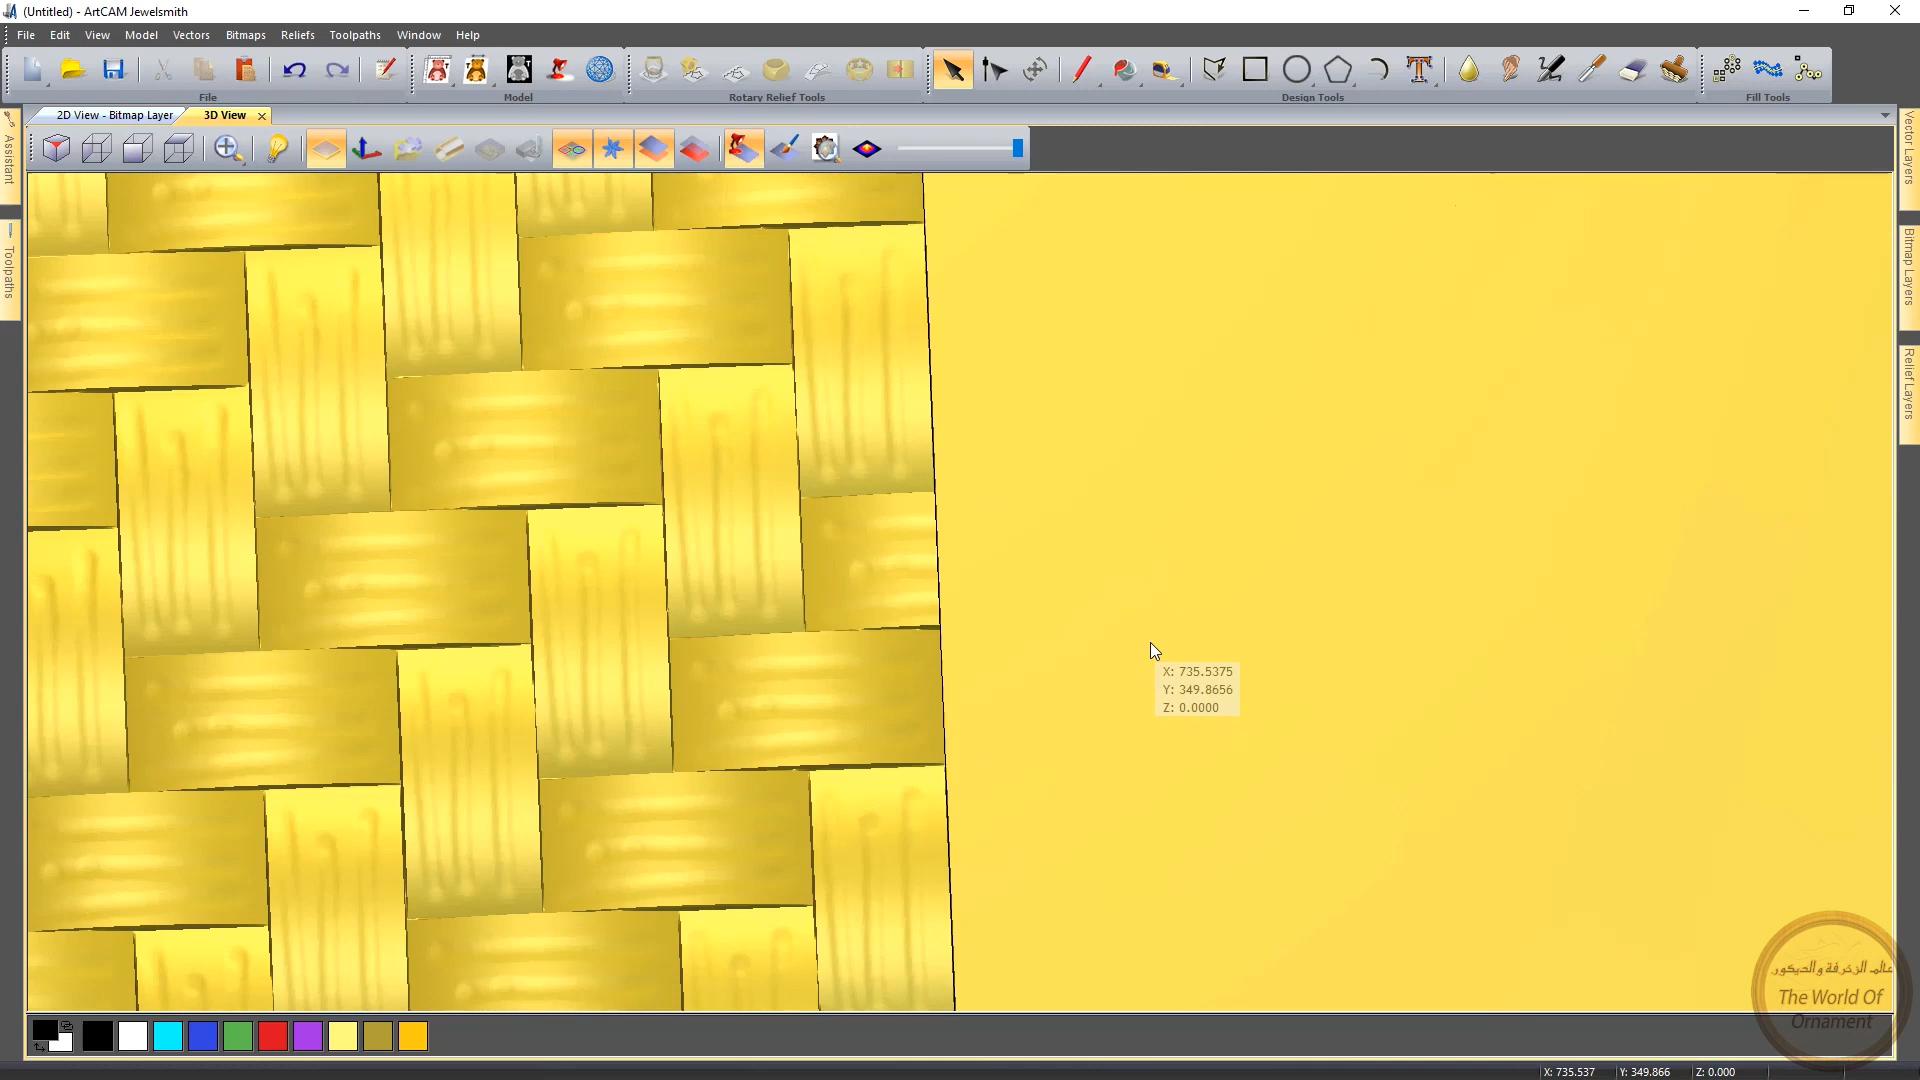 (Untitled) - ArtCAM Jewelsmith
File Edit View Model Vectors Bitmaps Reliefs Toolpaths Window Help
File Model Rotary Relief Tools Design Tools Fill Tools
2D View - Bitmap Layer 3D View
Assistant
Toolpaths
Vector Layers
Bitmap Layers
Relief Layers
X: 735.5375
Y: 349.8656
Z: 0.0000
عالم الزخرفة والديكور
The World Of
Ornament
X: 735.537 Y: 349.866 Z: 0.000